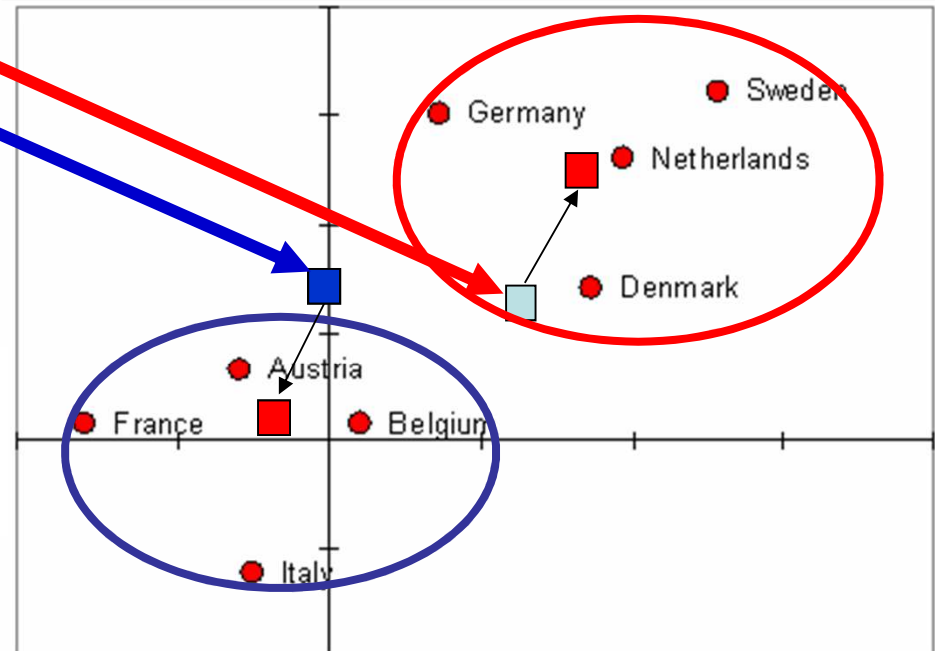 Sweden
Germany
Netherlands
Denmark
Austria
France
Belgium
Italy